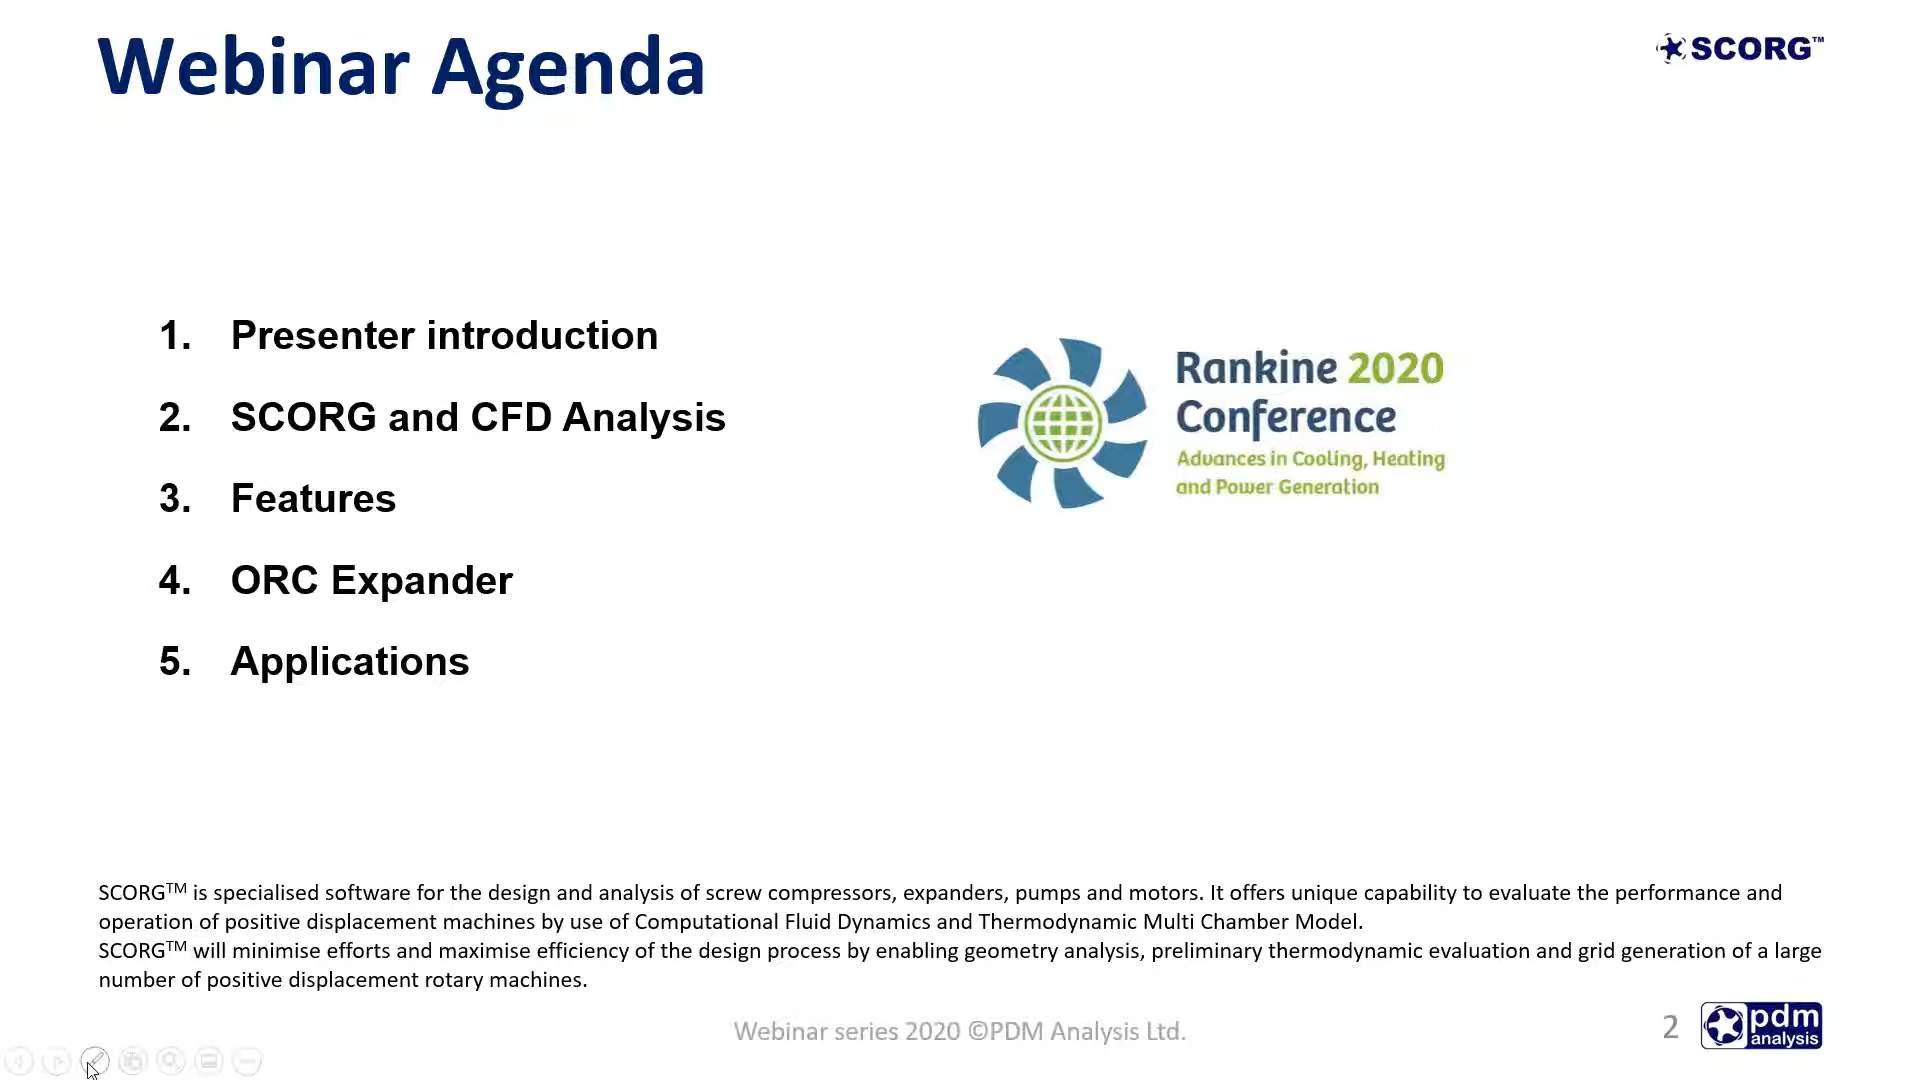 Webinar Agenda
SCORG™
1. Presenter introduction
2. SCORG and CFD Analysis
3. Features
4. ORC Expander
5. Applications
Rankine 2020
Conference
Advances in Cooling, Heating
and Power Generation
SCORG™ is specialised software for the design and analysis of screw compressors, expanders, pumps and motors. It offers unique capability to evaluate the performance and
operation of positive displacement machines by use of Computational Fluid Dynamics and Thermodynamic Multi Chamber Model.
SCORG™ will minimise efforts and maximise efficiency of the design process by enabling geometry analysis, preliminary thermodynamic evaluation and grid generation of a large
number of positive displacement rotary machines.
Webinar series 2020 ©PDM Analysis Ltd.
2
pdm
analysis